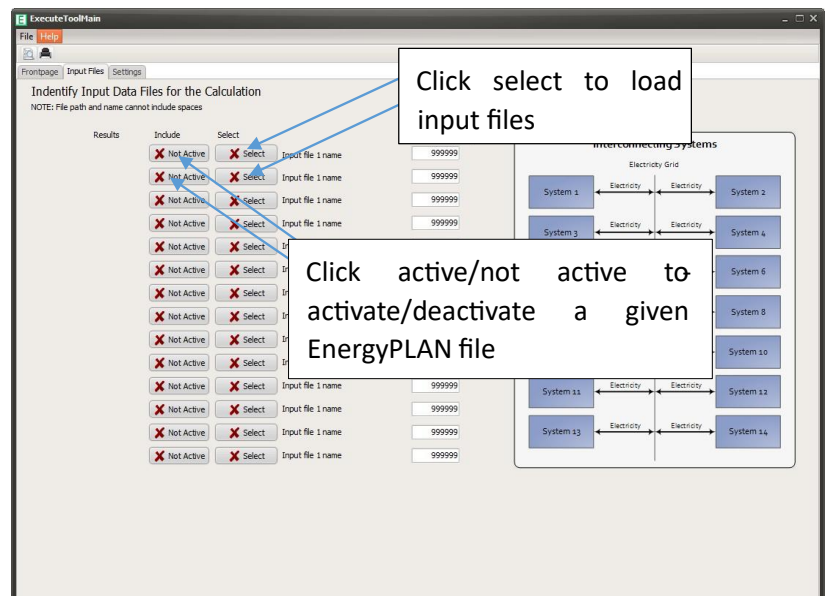 ExecuteToolMain
File Help
Frontpage Input Files Settings
Indentify Input Data Files for the Calculation
NOTE: File path and name cannot include spaces
Click select to load
input files
Results Include Select
Not Active Select Input file 1 name 999999
Not Active Select Input file 1 name 999999
Not Active Select Input file 1 name 999999
Not Active Select Input file 1 name 999999
Not Active Select
Not Active Select
Not Active Select
Not Active Select
Not Active Select
Not Active Select
Not Active Select Input file 1 name 999999
Not Active Select Input file 1 name 999999
Not Active Select Input file 1 name 999999
Not Active Select Input file 1 name 999999
Click active/not active to
activate/deactivate a given
EnergyPLAN file
Interconnecting Systems
Electricity Grid
System 1 Electricity Electricity System 2
System 3 Electricity Electricity System 4
System 6
System 8
System 10
System 11 Electricity Electricity System 12
System 13 Electricity Electricity System 14